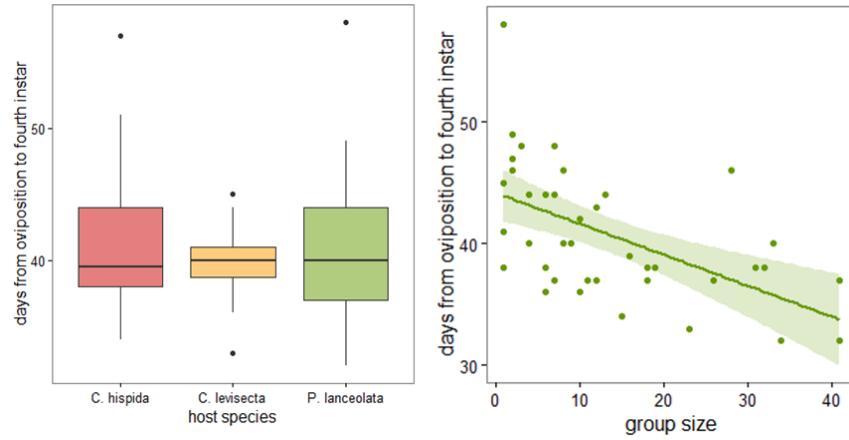 days from oviposition to fourth instar
50
40
C. hispida
C. levisecta
P. lanceolata
host species
days from oviposition to fourth instar
50
40
30
0
10
20
30
40
group size